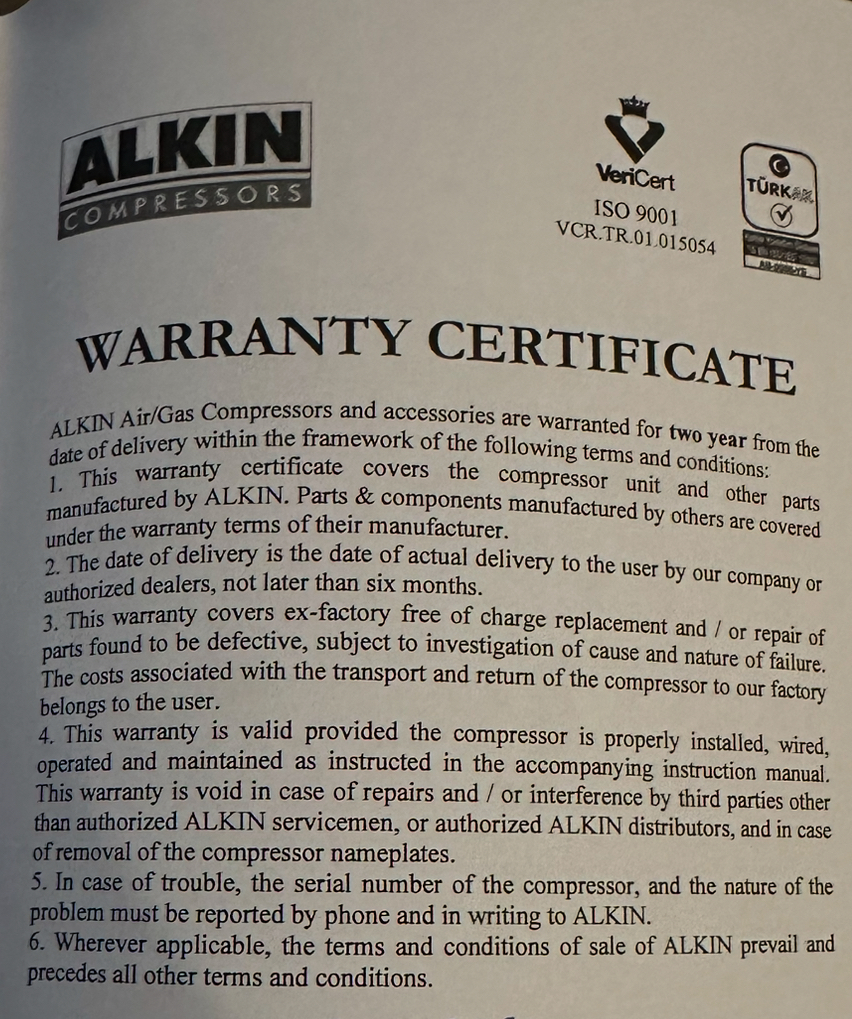 ALKIN
COMPRESSORS
VeriCert
ISO 9001
VCR.TR.01.015054
TÜRKAK
WARRANTY CERTIFICATE
ALKIN Air/Gas Compressors and accessories are warranted for two year from the
date of delivery within the framework of the following terms and conditions:
1. This warranty certificate covers the compressor unit and other parts
manufactured by ALKIN. Parts & components manufactured by others are covered
under the warranty terms of their manufacturer.
2. The date of delivery is the date of actual delivery to the user by our company or
authorized dealers, not later than six months.
3. This warranty covers ex-factory free of charge replacement and / or repair of
parts found to be defective, subject to investigation of cause and nature of failure.
The costs associated with the transport and return of the compressor to our factory
belongs to the user.
4. This warranty is valid provided the compressor is properly installed, wired,
operated and maintained as instructed in the accompanying instruction manual.
This warranty is void in case of repairs and / or interference by third parties other
than authorized ALKIN servicemen, or authorized ALKIN distributors, and in case
of removal of the compressor nameplates.
5. In case of trouble, the serial number of the compressor, and the nature of the
problem must be reported by phone and in writing to ALKIN.
6. Wherever applicable, the terms and conditions of sale of ALKIN prevail and
precedes all other terms and conditions.